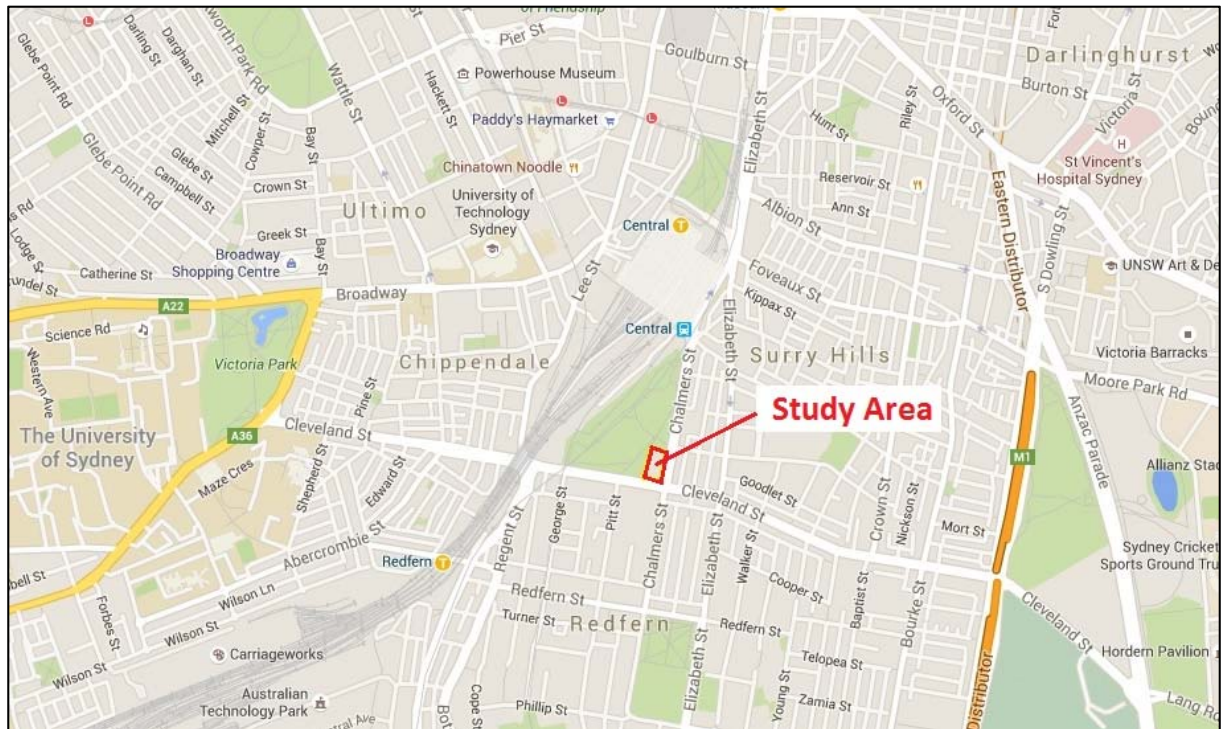 of Friendship
Pier St
Goulburn St
Darlinghurst
Burton St
Oxford St
Victoria St
Darling St
Darghan St
Glebe Point Rd
Wattle St
Hackett St
Powerhouse Museum
Paddy's Haymarket
Elizabeth St
Hunt St
Riley St
H
St Vincent's
Hospital Sydney
Mitchell St
Cowper St
Bay St
Glebe St
Campbell St
Glebe Point Rd
Crown St
Chinatown Noodle
University of
Technology
Sydney
Ultimo
Reservoir St
Ann St
Albion St
Eastern Distributor
S Dowling St
Greek St
Bay St
Broadway
Shopping Centre
Lodge St
Catherine St
Central
T
Lee St
Foveaux St
Kippax St
UNSW Art & De
A22
Broadway
Science Rd
Western Ave
Victoria Park
Central
Elizabeth St
Chalmers St
Surry Hills
Chippendale
Victoria Barracks
Moore Park Rd
Anzac Parade
Pine St
Study Area
Cleveland St
A36
The University
of Sydney
Maze Cres
Shepherd St
Edward St
M1
Allianz Stad
Cleveland St
Goodlet St
Crown St
Nickson St
Mort St
George St
Pitt St
Regent St
Chalmers St
Elizabeth St
Walker St
Abercrombie St
Redfern
T
Cooper St
Baptist St
Bourke St
Sydney Cricket
Sports Ground Tru
Cleveland St
Wilson Ln
Forbes St
Wilson St
Redfern St
Turner St
Redfern
Redfern St
Telopea St
Young St
Zamia St
Hordern Pavilion
Lang Rd
Carriageworks
Wilson St
Australian
Technology Park
Cope St
Phillip St
Elizabeth St
Distributor